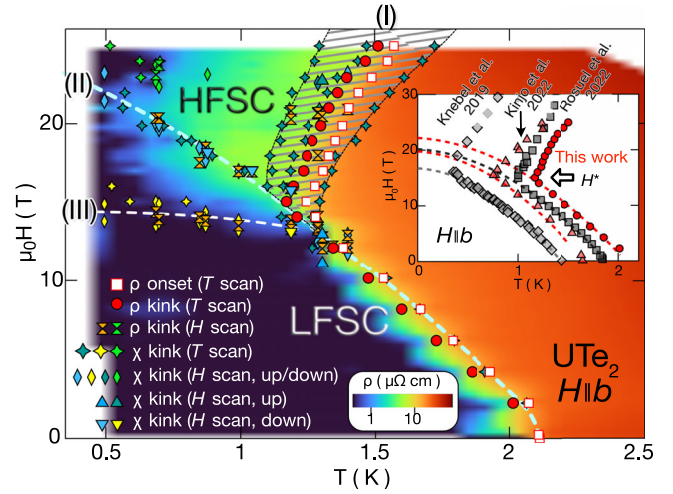 (I)
(II)
(III)
HFSC
LFSC
20
10
0
μ₀H (T)
0.5
1
1.5
2
2.5
T (K)
ρ onset (T scan)
ρ kink (T scan)
ρ kink (H scan)
χ kink (T scan)
χ kink (H scan, up/down)
χ kink (H scan, up)
χ kink (H scan, down)
ρ (μΩ cm)
1
10
UTe₂
H∥b
Knebel et al.
2019
Kinjo et al.
2022
Rosuel et al.
2022
This work
H*
H∥b
30
20
10
0
μ₀H (T)
0
1
2
T (K)